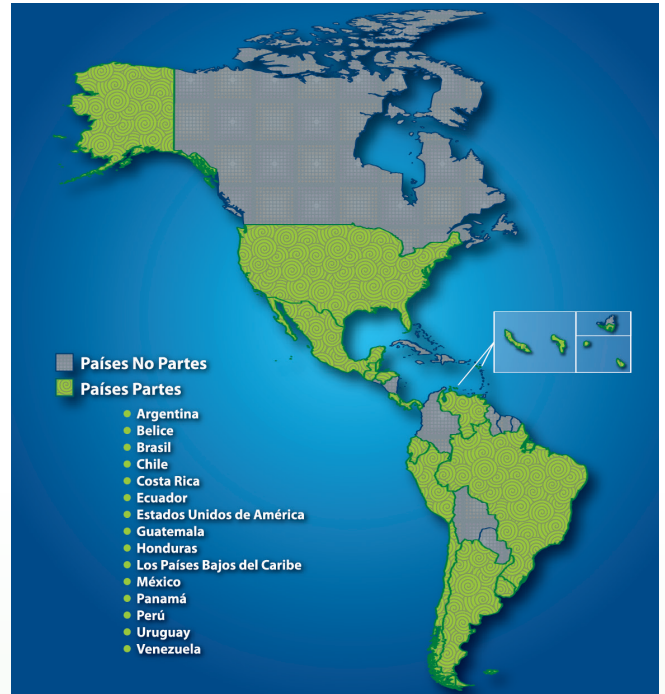 Países No Partes
Países Partes
Argentina
Belice
Brasil
Chile
Costa Rica
Ecuador
Estados Unidos de América
Guatemala
Honduras
Los Países Bajos del Caribe
México
Panamá
Perú
Uruguay
Venezuela